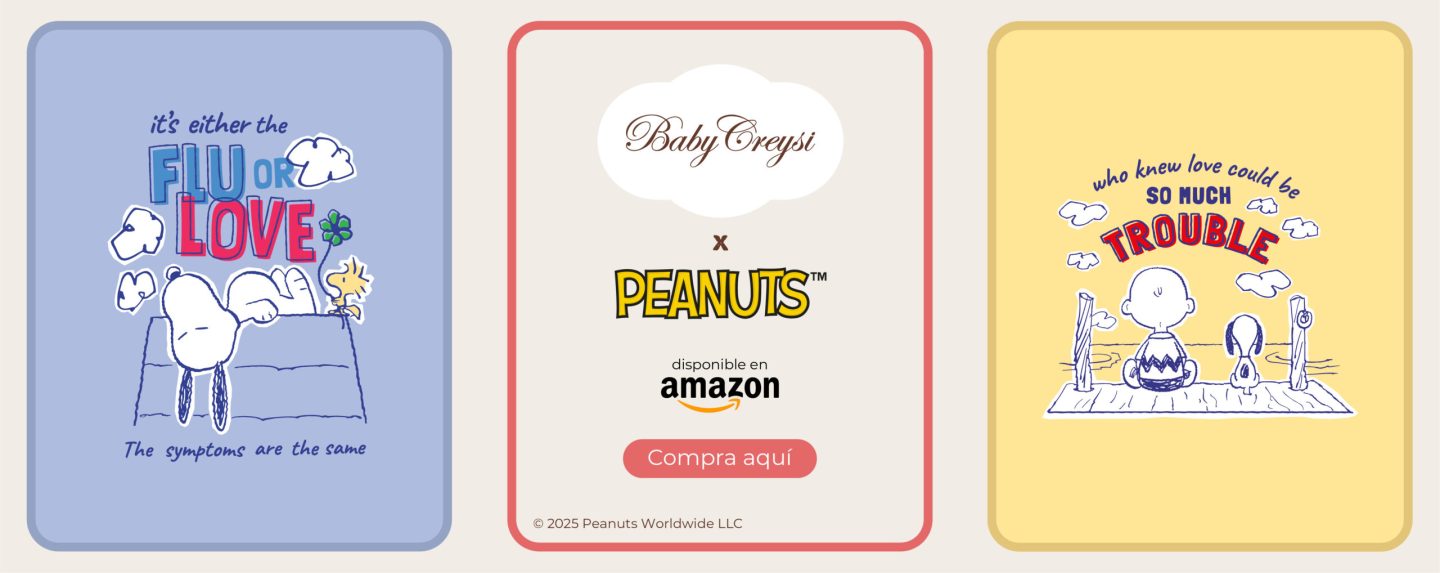 it's either the
FLU OR
LOVE
The symptoms are the same
Baby Creysi
x
PEANUTS™
disponible en
amazon
Compra aquí
© 2025 Peanuts Worldwide LLC
who knew love could be
SO MUCH
TROUBLE